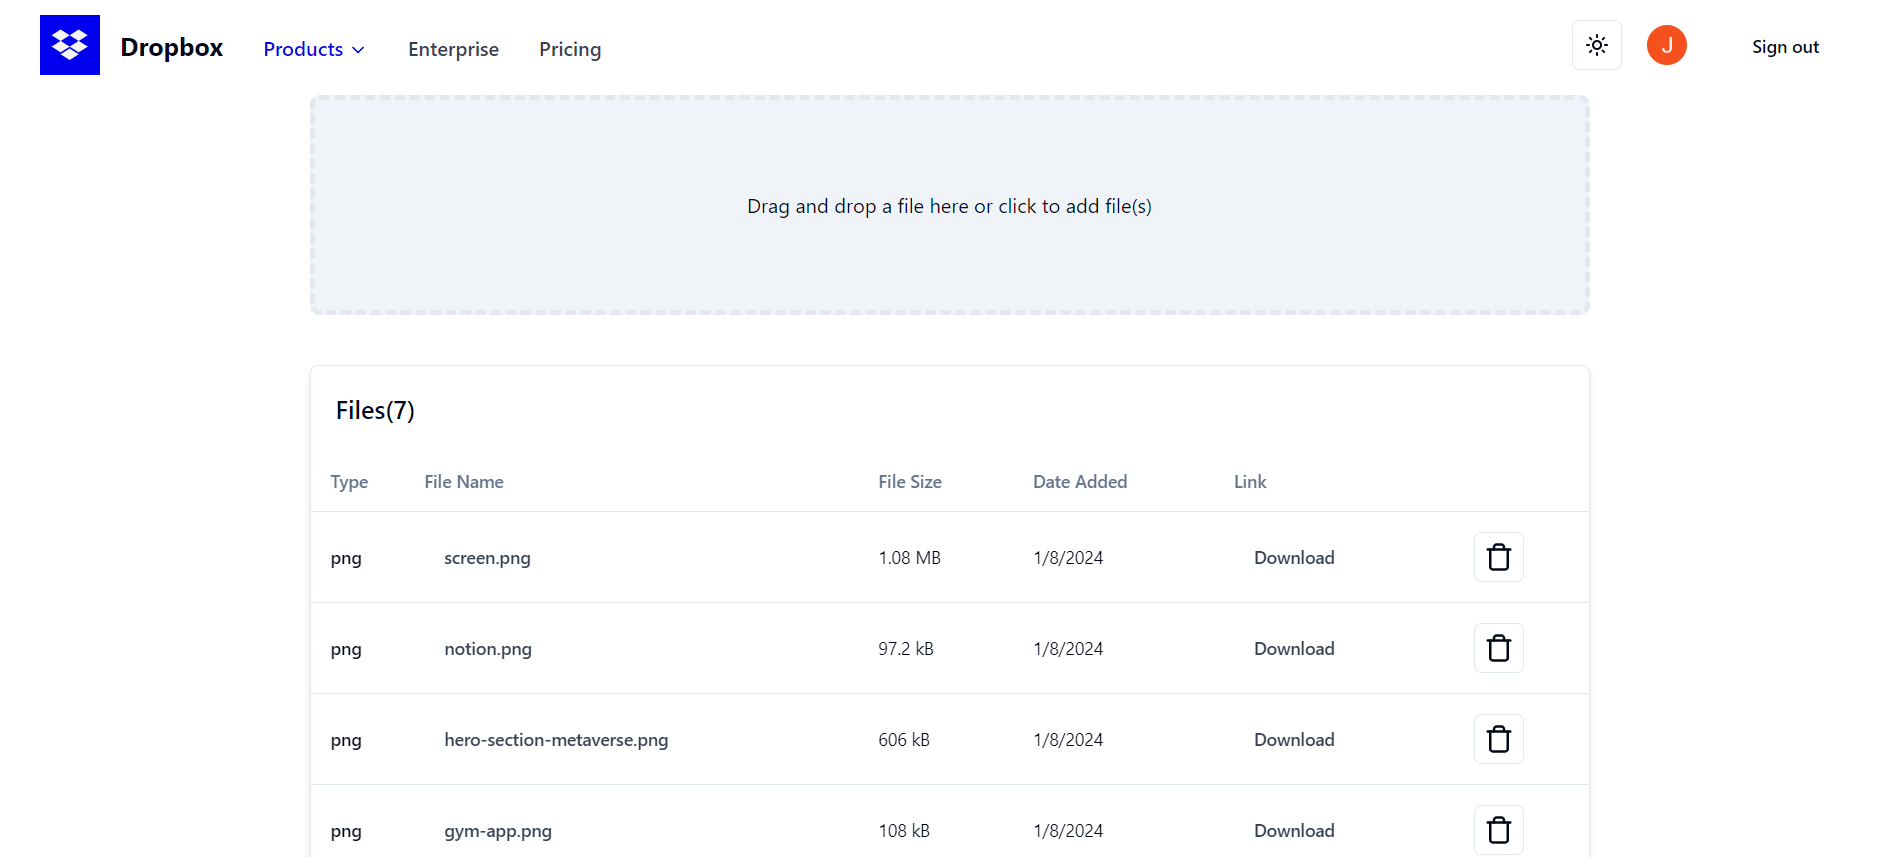 Dropbox Products Enterprise Pricing J Sign out
Drag and drop a file here or click to add file(s)
Files(7)
Type File Name File Size Date Added Link
png screen.png 1.08 MB 1/8/2024 Download
png notion.png 97.2 kB 1/8/2024 Download
png hero-section-metaverse.png 606 kB 1/8/2024 Download
png gym-app.png 108 kB 1/8/2024 Download